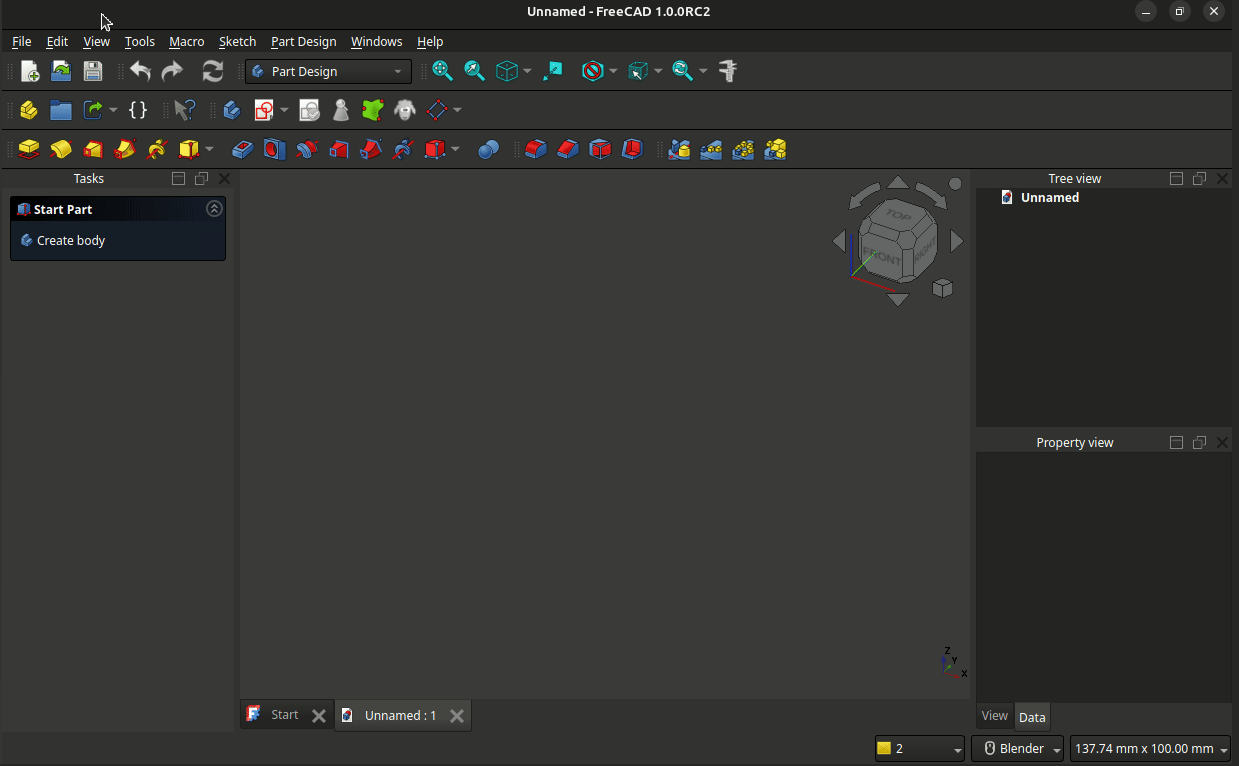 Unnamed - FreeCAD 1.0.0RC2
File Edit View Tools Macro Sketch Part Design Windows Help
Part Design
{}
Tasks
Start Part
Create body
TOP
FRONT
RIGHT
Z
Y
X
Tree view
Unnamed
Property view
View Data
Start
Unnamed : 1
2
Blender
137.74 mm x 100.00 mm